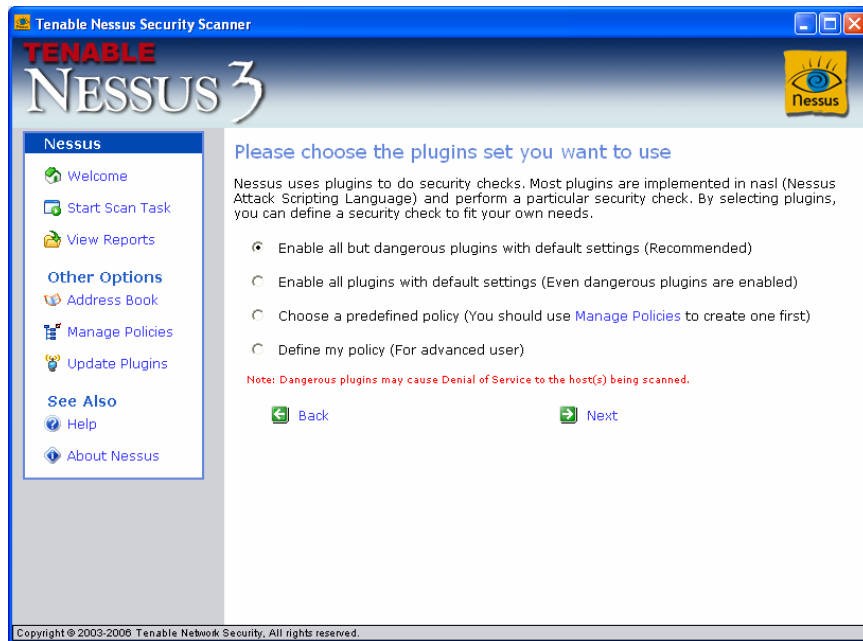 Tenable Nessus Security Scanner
TENABLE
NESSUS 3
Nessus
Nessus
Welcome
Start Scan Task
View Reports
Other Options
Address Book
Manage Policies
Update Plugins
See Also
Help
About Nessus
Please choose the plugins set you want to use
Nessus uses plugins to do security checks. Most plugins are implemented in nasl (Nessus
Attack Scripting Language) and perform a particular security check. By selecting plugins,
you can define a security check to fit your own needs.
Enable all but dangerous plugins with default settings (Recommended)
Enable all plugins with default settings (Even dangerous plugins are enabled)
Choose a predefined policy (You should use Manage Policies to create one first)
Define my policy (For advanced user)
Note: Dangerous plugins may cause Denial of Service to the host(s) being scanned.
Back
Next
Copyright © 2003-2006 Tenable Network Security, All rights reserved.